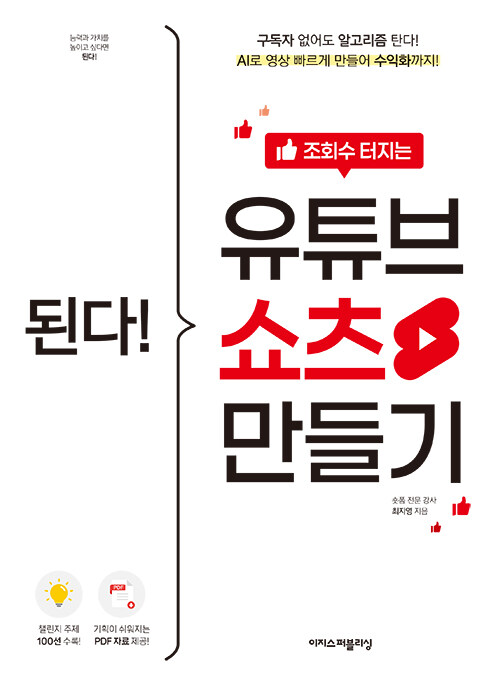 능력과 가치를
높이고 싶다면
된다!
구독자 없어도 알고리즘 탄다!
AI로 영상 빠르게 만들어 수익화까지!
조회수 터지는
유튜브
쇼츠
만들기
된다!
숏폼 전문 강사
최지영 지음
챌린지 주제
100선 수록!
PDF
기획이 쉬워지는
PDF 자료 제공!
이지스퍼블리싱